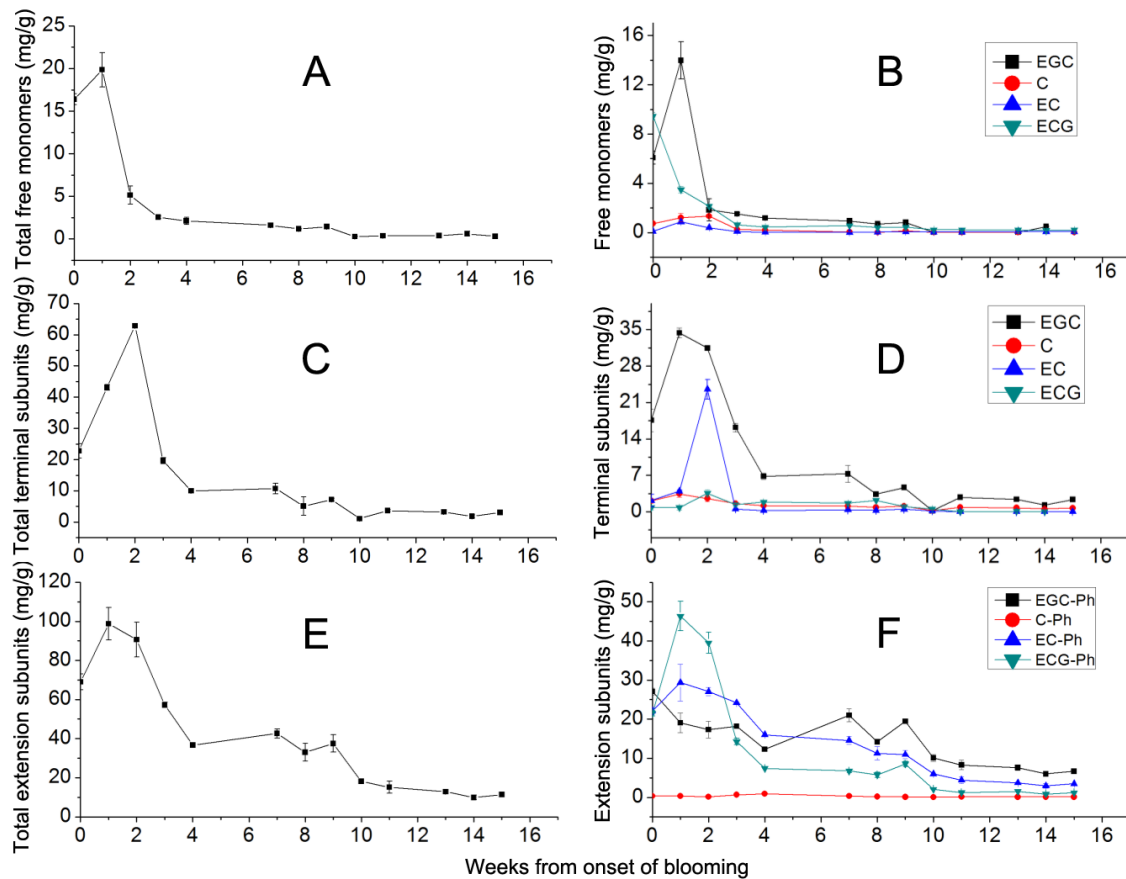 A
Total free monomers (mg/g)
25
20
15
10
5
0
0 2 4 6 8 10 12 14 16
B
Free monomers (mg/g)
16
12
8
4
0
EGC
C
EC
ECG
0 2 4 6 8 10 12 14 16
C
Total terminal subunits (mg/g)
70
60
50
40
30
20
10
0
0 2 4 6 8 10 12 14 16
D
Terminal subunits (mg/g)
35
28
21
14
7
0
EGC
C
EC
ECG
0 2 4 6 8 10 12 14 16
E
Total extension subunits (mg/g)
120
100
80
60
40
20
0
0 2 4 6 8 10 12 14 16
F
Extension subunits (mg/g)
50
40
30
20
10
0
EGC-Ph
C-Ph
EC-Ph
ECG-Ph
0 2 4 6 8 10 12 14 16
Weeks from onset of blooming